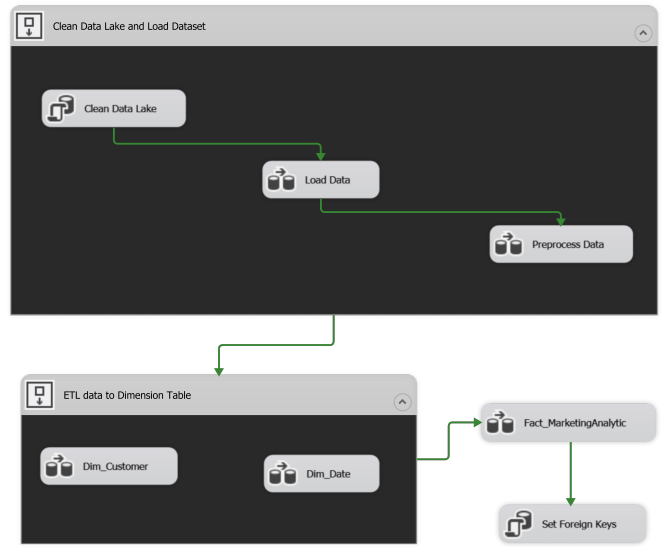 Clean Data Lake and Load Dataset
Clean Data Lake
Load Data
Preprocess Data
ETL data to Dimension Table
Dim_Customer
Dim_Date
Fact_MarketingAnalytic
Set Foreign Keys